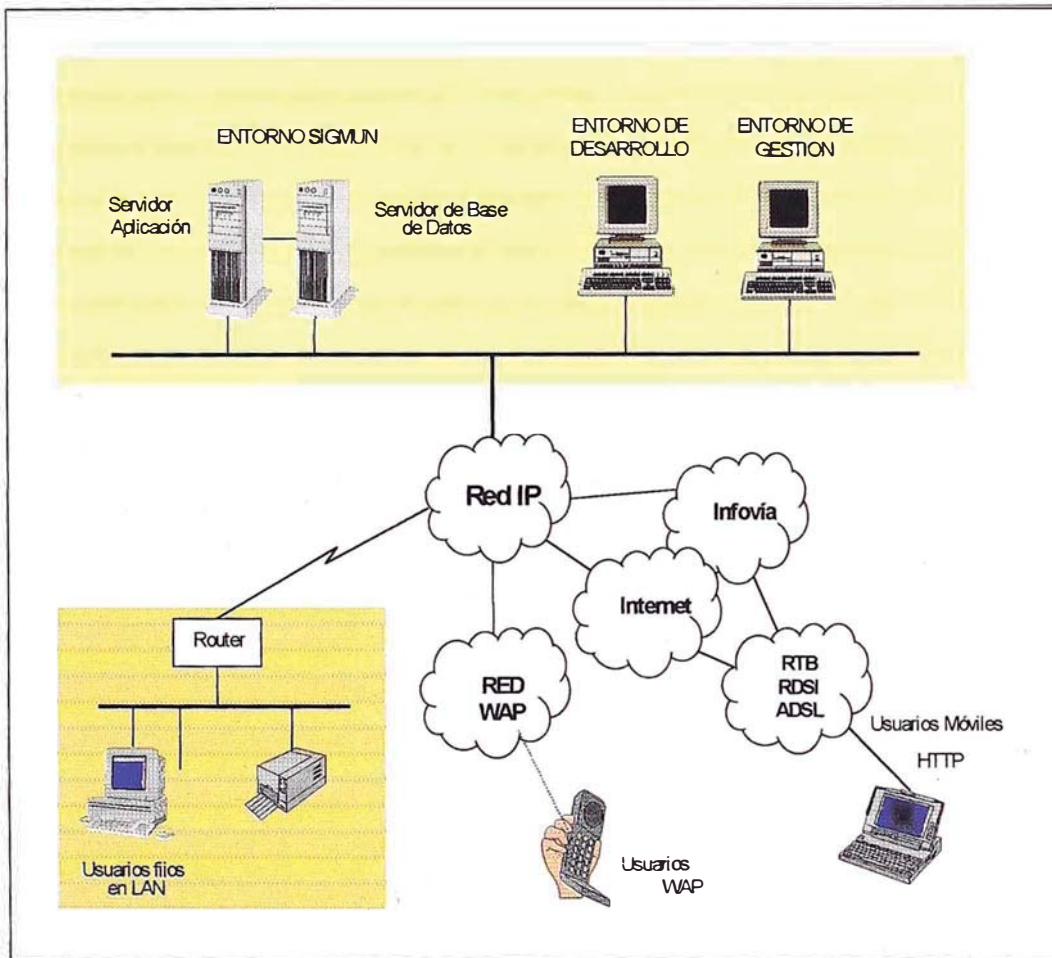 ENTORNO SIGMUN
ENTORNO DE
DESARROLLO
ENTORNO DE
GESTION
Servidor
Aplicación
Servidor de Base
de Datos
Red IP
Infovía
Internet
Router
RED
WAP
RTB
RDSI
ADSL
Usuarios Móviles
HTTP
Usuarios fijos
en LAN
Usuarios
WAP